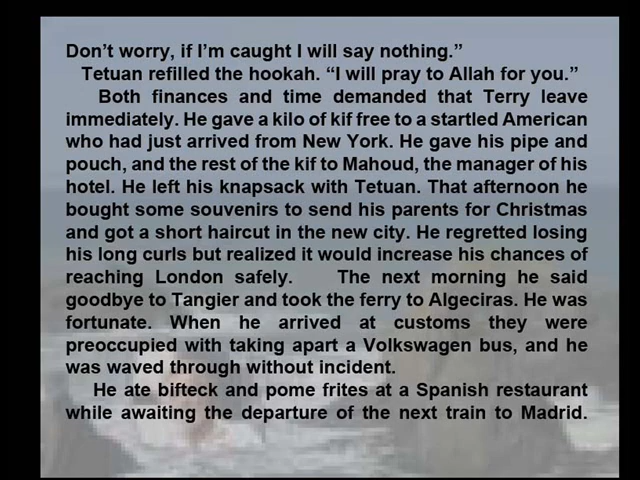 Don’t worry, if I’m caught I will say nothing.”
Tetuan refilled the hookah. “I will pray to Allah for you.”
Both finances and time demanded that Terry leave
immediately. He gave a kilo of kif free to a startled American
who had just arrived from New York. He gave his pipe and
pouch, and the rest of the kif to Mahoud, the manager of his
hotel. He left his knapsack with Tetuan. That afternoon he
bought some souvenirs to send his parents for Christmas
and got a short haircut in the new city. He regretted losing
his long curls but realized it would increase his chances of
reaching London safely. The next morning he said
goodbye to Tangier and took the ferry to Algeciras. He was
fortunate. When he arrived at customs they were
preoccupied with taking apart a Volkswagen bus, and he
was waved through without incident.
He ate bifteck and pome frites at a Spanish restaurant
while awaiting the departure of the next train to Madrid.